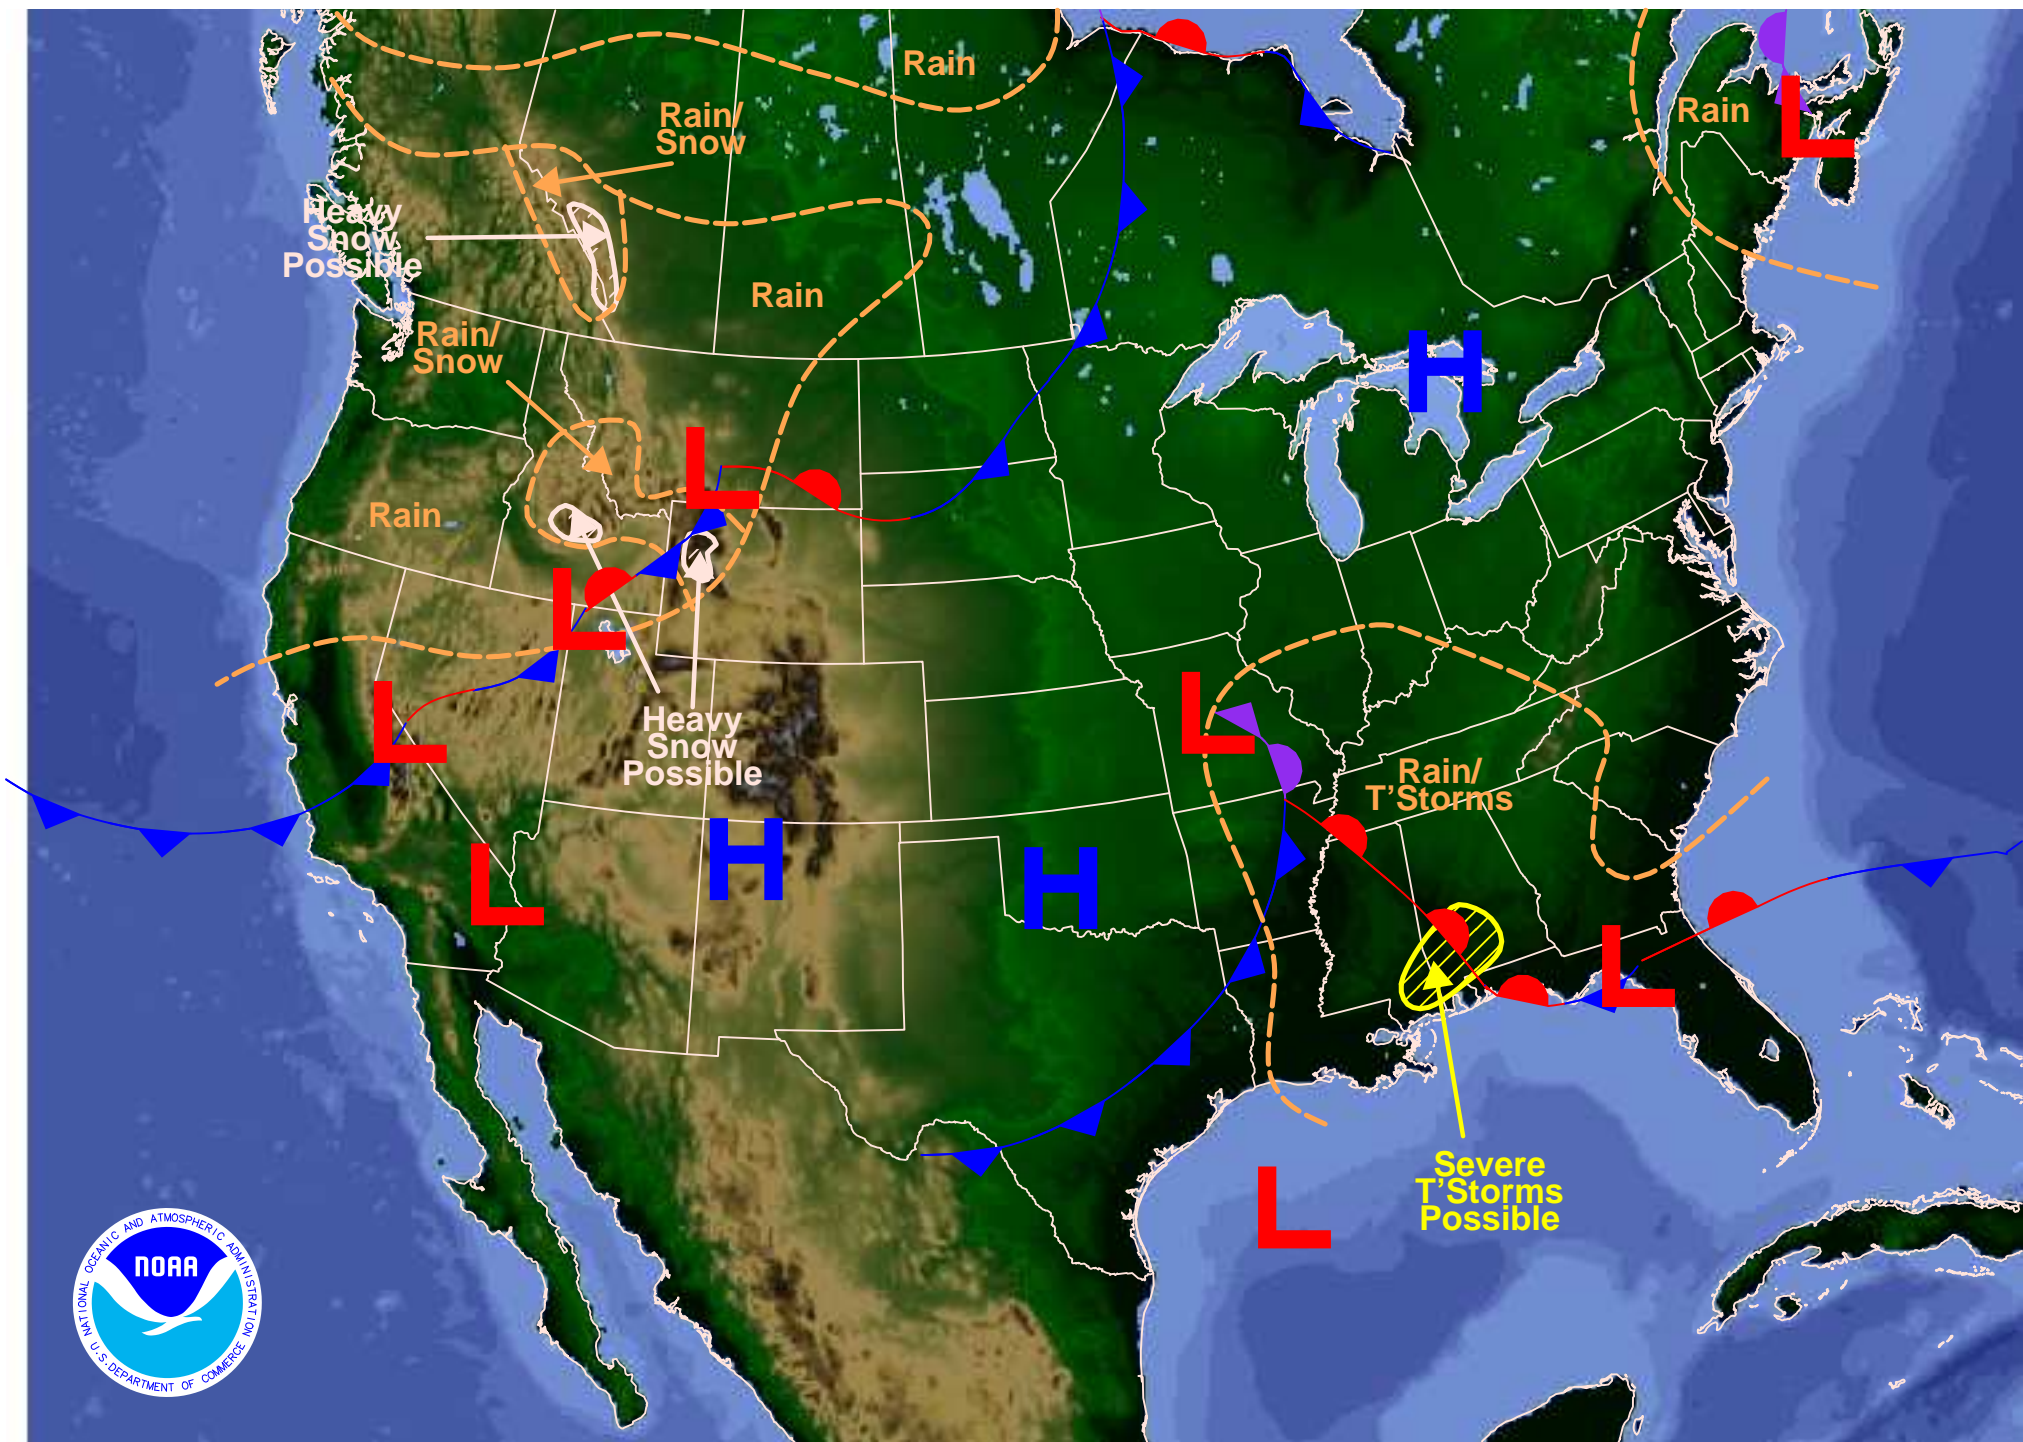 Rain
Rain
Rain/
Snow
Heavy
Snow
Possible
Rain
Rain/
Snow
Rain
Heavy
Snow
Possible
Rain/
T'Storms
Severe
T'Storms
Possible
L
L
H
L
L
L
L
H
H
L
L
L
NATIONAL OCEANIC AND ATMOSPHERIC ADMINISTRATION
NOAA
U.S. DEPARTMENT OF COMMERCE